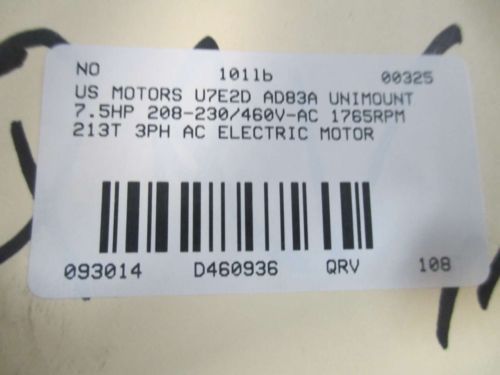 NO 1011b 00325
US MOTORS U7E2D AD83A UNIMOUNT
7.5HP 208-230/460V-AC 1765RPM
213T 3PH AC ELECTRIC MOTOR
093014 D460936 QRV 108